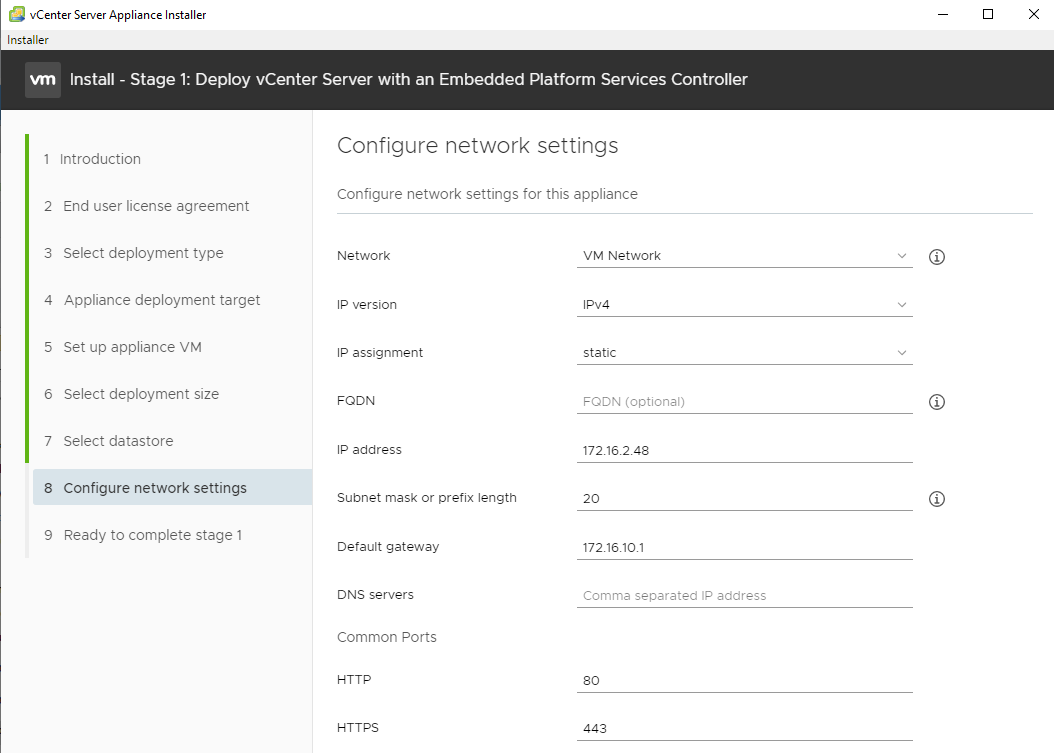 vCenter Server Appliance Installer
Installer
vm Install - Stage 1: Deploy vCenter Server with an Embedded Platform Services Controller
1 Introduction
2 End user license agreement
3 Select deployment type
4 Appliance deployment target
5 Set up appliance VM
6 Select deployment size
7 Select datastore
8 Configure network settings
9 Ready to complete stage 1
Configure network settings
Configure network settings for this appliance
Network VM Network
IP version IPv4
IP assignment static
FQDN FQDN (optional)
IP address 172.16.2.48
Subnet mask or prefix length 20
Default gateway 172.16.10.1
DNS servers Comma separated IP address
Common Ports
HTTP 80
HTTPS 443